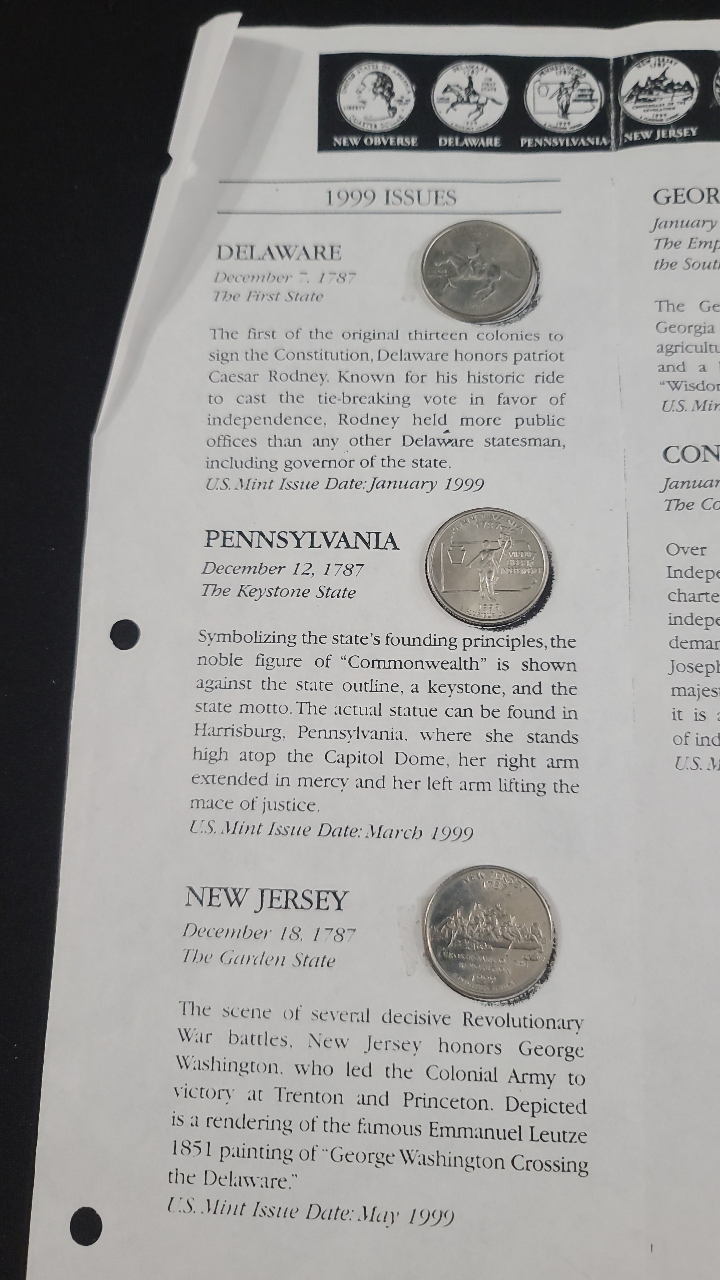 NEW OBVERSE DELAWARE PENNSYLVANIA NEW JERSEY
1999 ISSUES
DELAWARE
December 7, 1787
The First State
The first of the original thirteen colonies to
sign the Constitution, Delaware honors patriot
Caesar Rodney. Known for his historic ride
to cast the tie-breaking vote in favor of
independence, Rodney held more public
offices than any other Delaware statesman,
including governor of the state.
U.S. Mint Issue Date: January 1999
PENNSYLVANIA
December 12, 1787
The Keystone State
Symbolizing the state's founding principles, the
noble figure of "Commonwealth" is shown
against the state outline, a keystone, and the
state motto. The actual statue can be found in
Harrisburg, Pennsylvania, where she stands
high atop the Capitol Dome, her right arm
extended in mercy and her left arm lifting the
mace of justice.
U.S. Mint Issue Date: March 1999
NEW JERSEY
December 18, 1787
The Garden State
The scene of several decisive Revolutionary
War battles, New Jersey honors George
Washington, who led the Colonial Army to
victory at Trenton and Princeton. Depicted
is a rendering of the famous Emmanuel Leutze
1851 painting of "George Washington Crossing
the Delaware."
U.S. Mint Issue Date: May 1999
GEOR
January
The Emp
the Sout
The Ge
Georgia
agricultu
and a
"Wisdor
U.S. Min
CON
Januar
The Co
Over
Indepe
charte
indepe
demar
Joseph
majest
it is
of ind
U.S. M